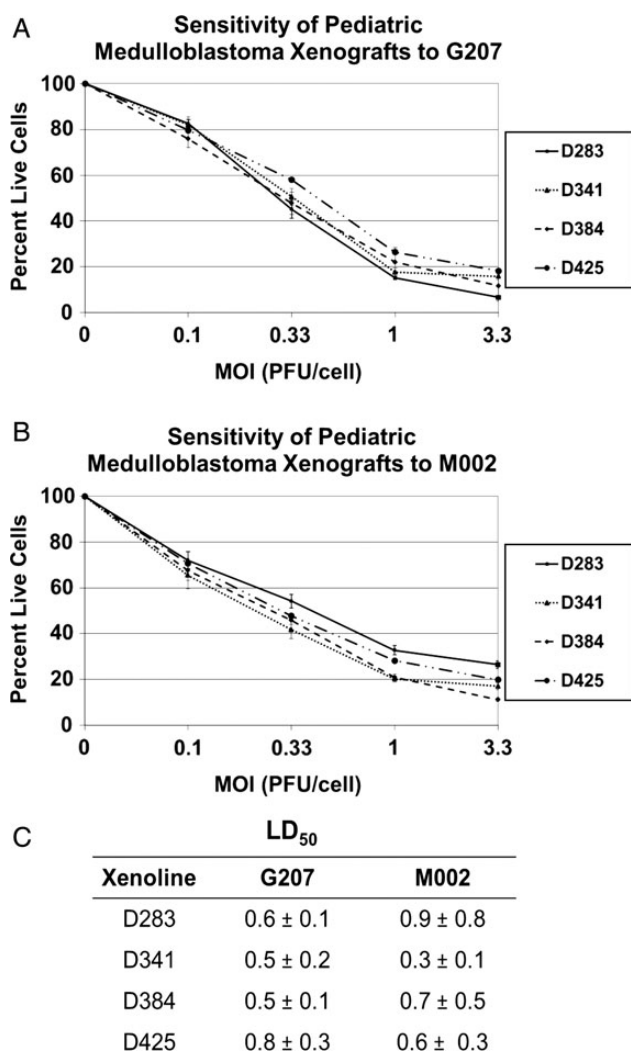 A
Sensitivity of Pediatric
Medulloblastoma Xenografts to G207
Percent Live Cells
100
80
60
40
20
0
0 0.1 0.33 1 3.3
MOI (PFU/cell)
D283
D341
D384
D425
B
Sensitivity of Pediatric
Medulloblastoma Xenografts to M002
Percent Live Cells
100
80
60
40
20
0
0 0.1 0.33 1 3.3
MOI (PFU/cell)
D283
D341
D384
D425
C
LD50
Xenoline G207 M002
D283 0.6 ± 0.1 0.9 ± 0.8
D341 0.5 ± 0.2 0.3 ± 0.1
D384 0.5 ± 0.1 0.7 ± 0.5
D425 0.8 ± 0.3 0.6 ± 0.3